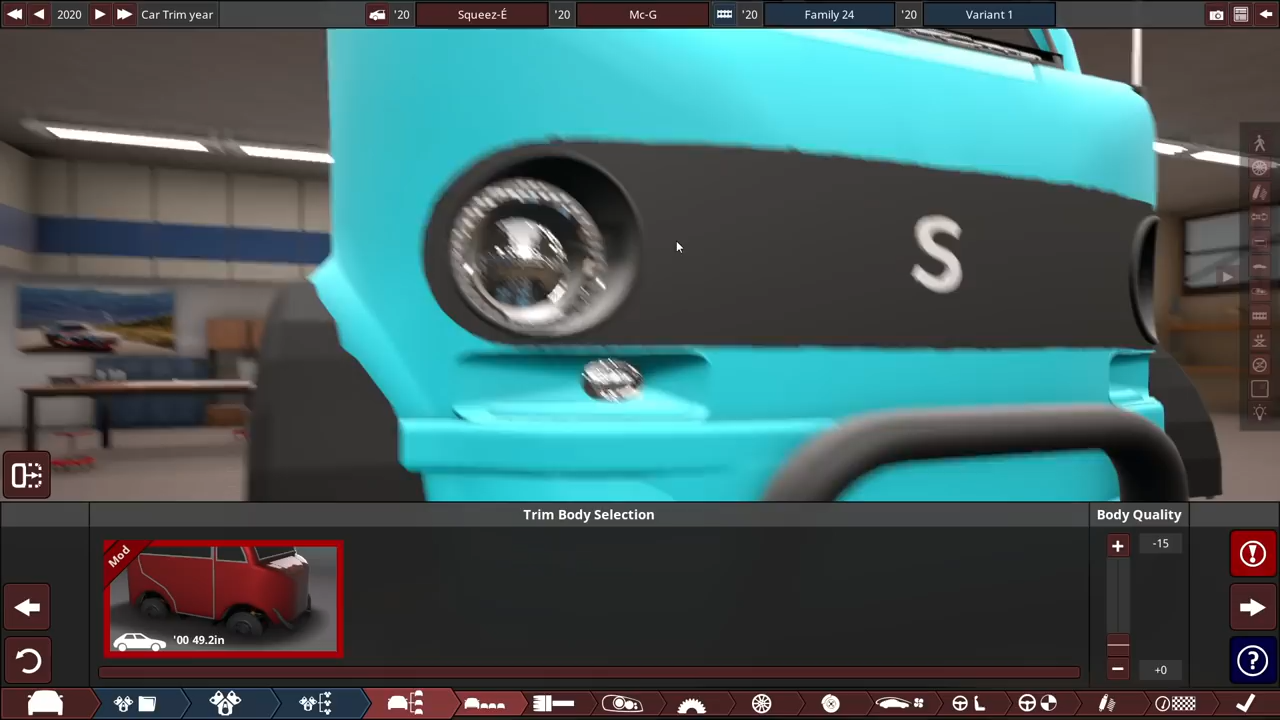 2020
Car Trim year
'20
Squeez-É
'20
Mc-G
'20
Family 24
'20
Variant 1
S
Trim Body Selection
Body Quality
Mod
'00 49.2in
-15
+0